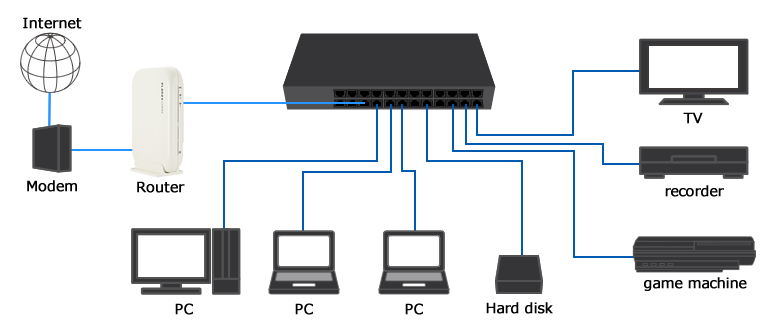 Internet
TV
Modem
Router
recorder
PC
PC
PC
Hard disk
game machine